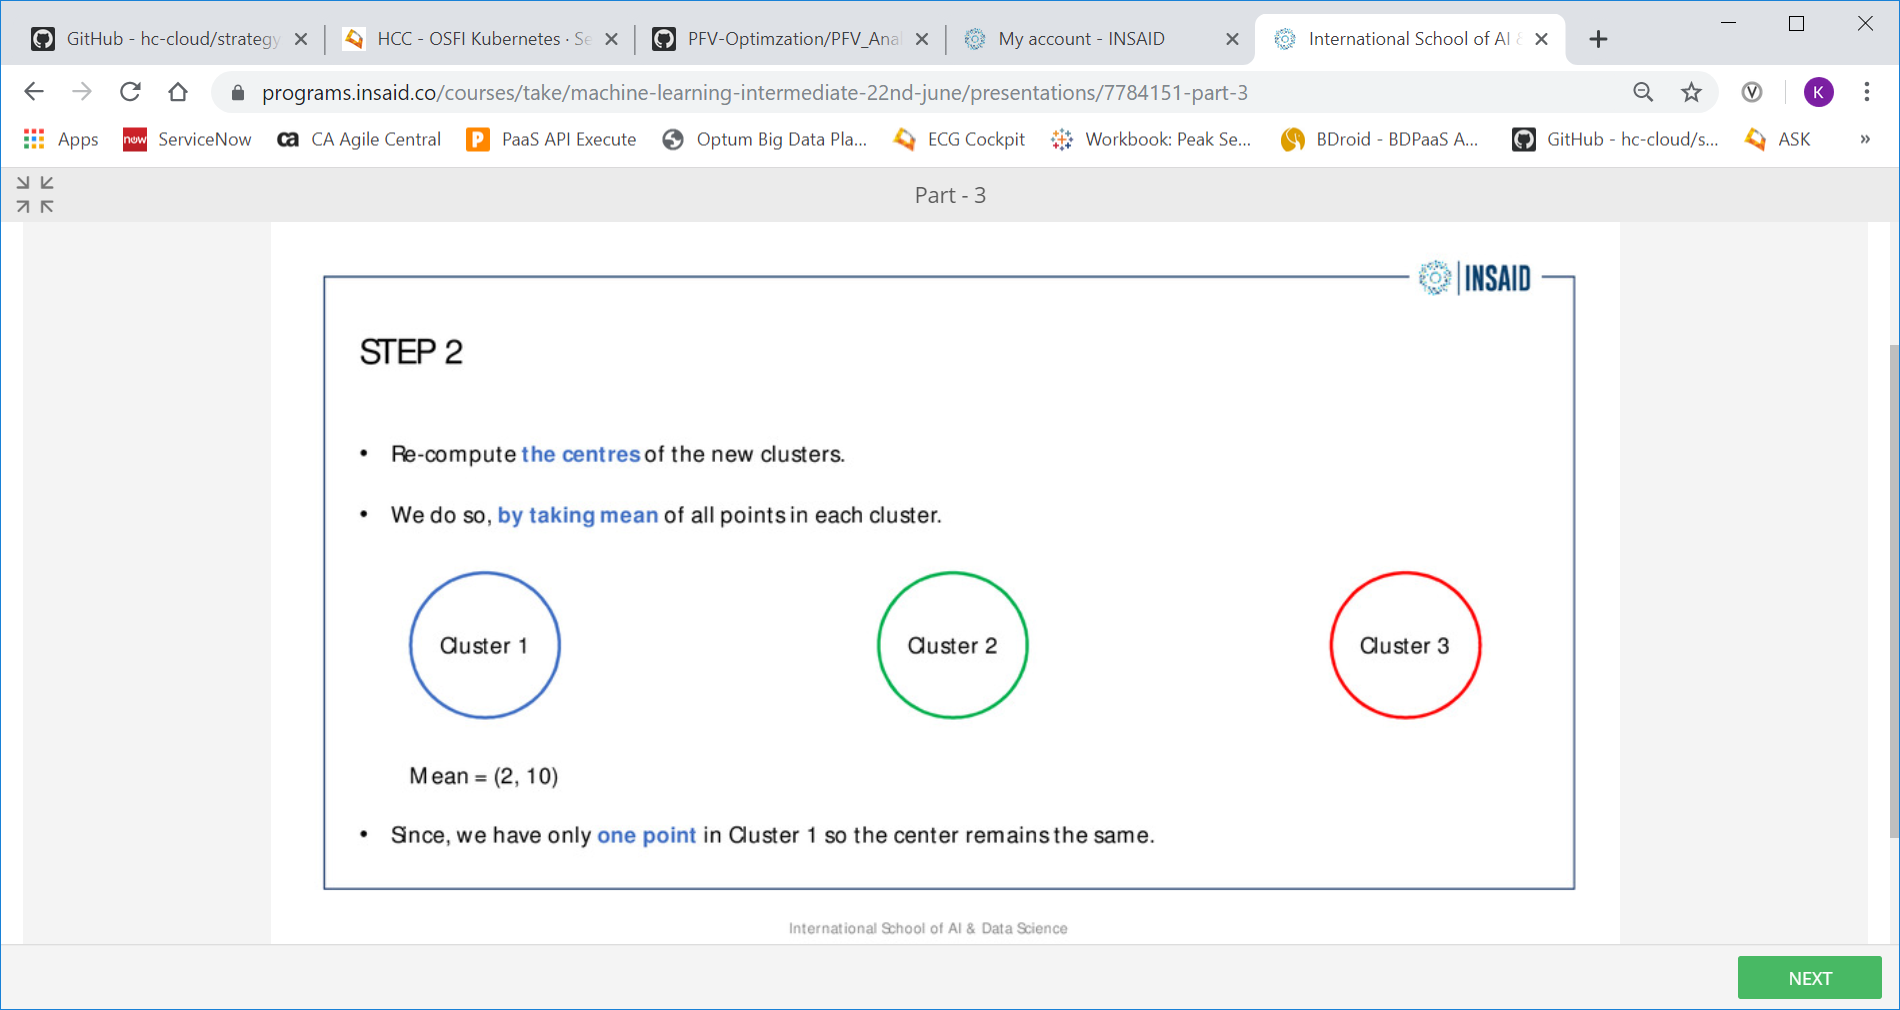 GitHub - hc-cloud/strategy
HCC - OSFI Kubernetes · Se
PFV-Optimzation/PFV_Anal
My account - INSAID
International School of AI &
programs.insaid.co/courses/take/machine-learning-intermediate-22nd-june/presentations/7784151-part-3
K
Apps
now
ServiceNow
ca
CA Agile Central
P
PaaS API Execute
Optum Big Data Pla...
ECG Cockpit
Workbook: Peak Se...
BDroid - BDPaaS A...
GitHub - hc-cloud/s...
ASK
»
Part - 3
INSAID
STEP 2
• Re-compute the centres of the new clusters.
• We do so, by taking mean of all points in each cluster.
Cluster 1
Cluster 2
Cluster 3
Mean = (2, 10)
• Since, we have only one point in Cluster 1 so the center remains the same.
International School of AI & Data Science
NEXT